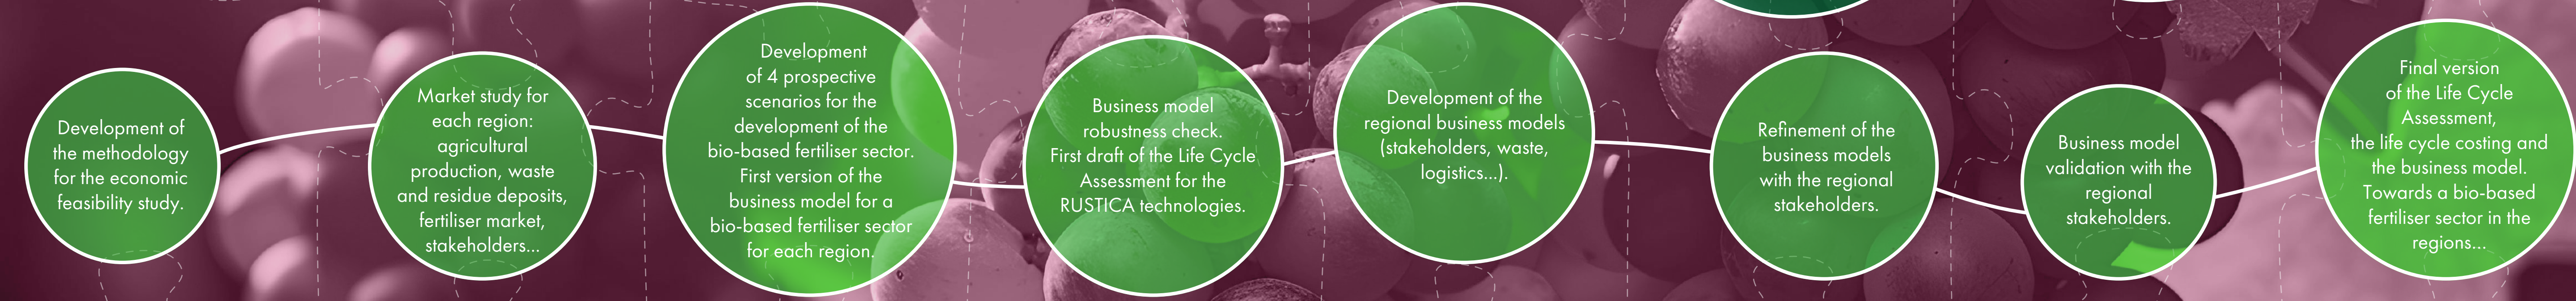 Development of
the methodology
for the economic
feasibility study.
Market study for
each region:
agricultural
production, waste
and residue deposits,
fertiliser market,
stakeholders...
Development
of 4 prospective
scenarios for the
development of the
bio-based fertiliser sector.
First version of the
business model for a
bio-based fertiliser sector
for each region.
Business model
robustness check.
First draft of the Life Cycle
Assessment for the
RUSTICA technologies.
Development of the
regional business models
(stakeholders, waste,
logistics...).
Refinement of the
business models
with the regional
stakeholders.
Business model
validation with the
regional
stakeholders.
Final version
of the Life Cycle
Assessment,
the life cycle costing and
the business model.
Towards a bio-based
fertiliser sector in the
regions...